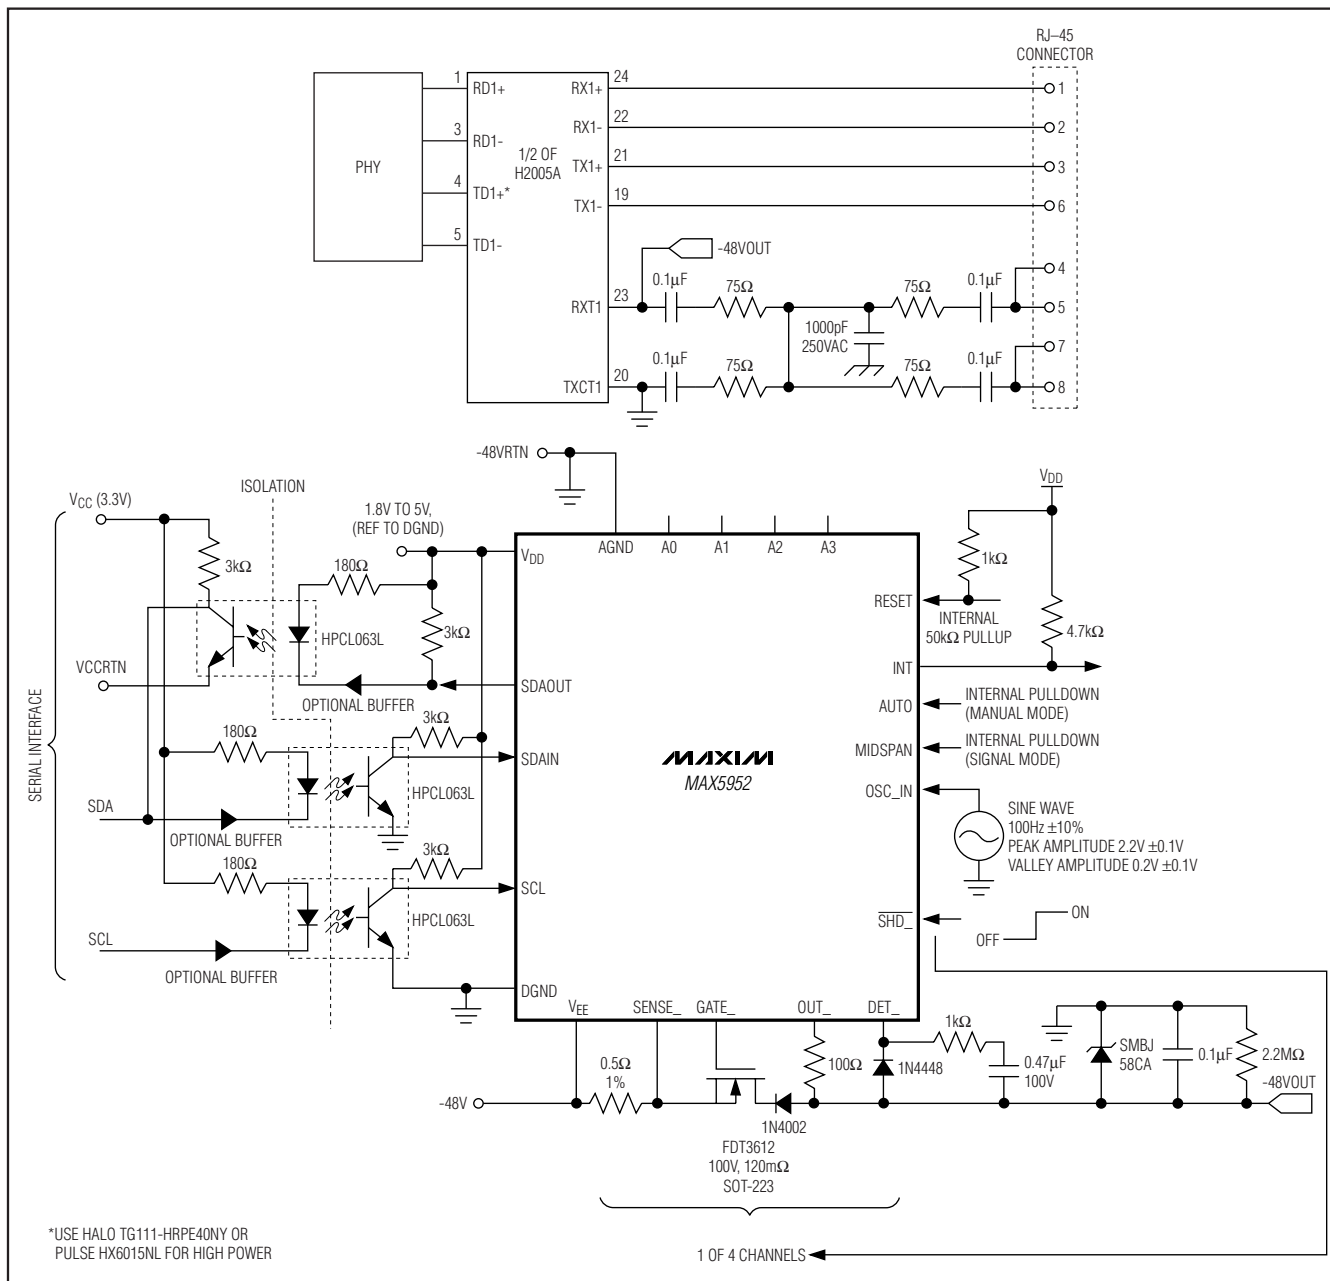 RJ–45
CONNECTOR
PHY
1
3
4
5
RD1+
RD1-
TD1+*
TD1-
1/2 OF
H2005A
RX1+
RX1-
TX1+
TX1-
RXT1
TXCT1
24
22
21
19
23
20
1
2
3
6
4
5
7
8
-48VOUT
0.1µF
75Ω
75Ω
0.1µF
1000pF
250VAC
0.1µF
75Ω
75Ω
0.1µF
-48VRTN
ISOLATION
VCC (3.3V)
1.8V TO 5V,
(REF TO DGND)
3kΩ
180Ω
HPCL063L
3kΩ
VCCRTN
OPTIONAL BUFFER
SERIAL INTERFACE
180Ω
3kΩ
HPCL063L
SDA
OPTIONAL BUFFER
180Ω
3kΩ
HPCL063L
SCL
OPTIONAL BUFFER
VDD
AGND
A0
A1
A2
A3
SDAOUT
SDAIN
SCL
DGND
MAXIM
MAX5952
RESET
INT
AUTO
MIDSPAN
OSC_IN
SHD_
VEE
SENSE_
GATE_
OUT_
DET_
VDD
1kΩ
INTERNAL
50kΩ PULLUP
4.7kΩ
INTERNAL PULLDOWN
(MANUAL MODE)
INTERNAL PULLDOWN
(SIGNAL MODE)
SINE WAVE
100Hz ±10%
PEAK AMPLITUDE 2.2V ±0.1V
VALLEY AMPLITUDE 0.2V ±0.1V
OFF
ON
-48V
0.5Ω
1%
1N4002
FDT3612
100V, 120mΩ
SOT-223
100Ω
1N4448
1kΩ
0.47µF
100V
SMBJ
58CA
0.1µF
2.2MΩ
-48VOUT
*USE HALO TG111-HRPE40NY OR
PULSE HX6015NL FOR HIGH POWER
1 OF 4 CHANNELS